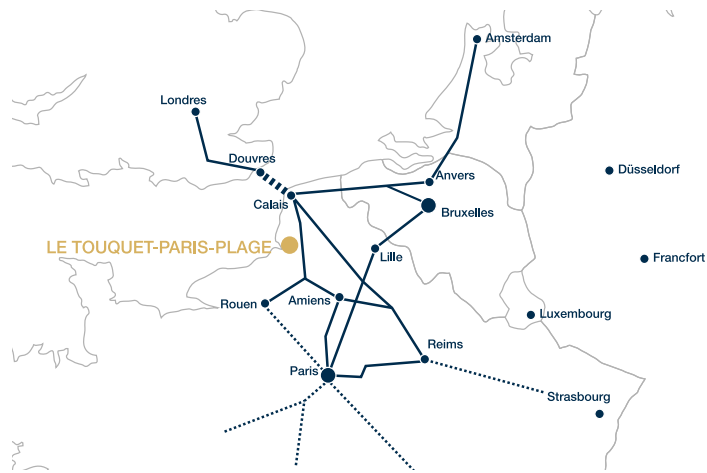 Amsterdam
Londres
Douvres
Düsseldorf
Anvers
Calais
Bruxelles
LE TOUQUET-PARIS-PLAGE
Lille
Francfort
Rouen
Amiens
Luxembourg
Reims
Paris
Strasbourg